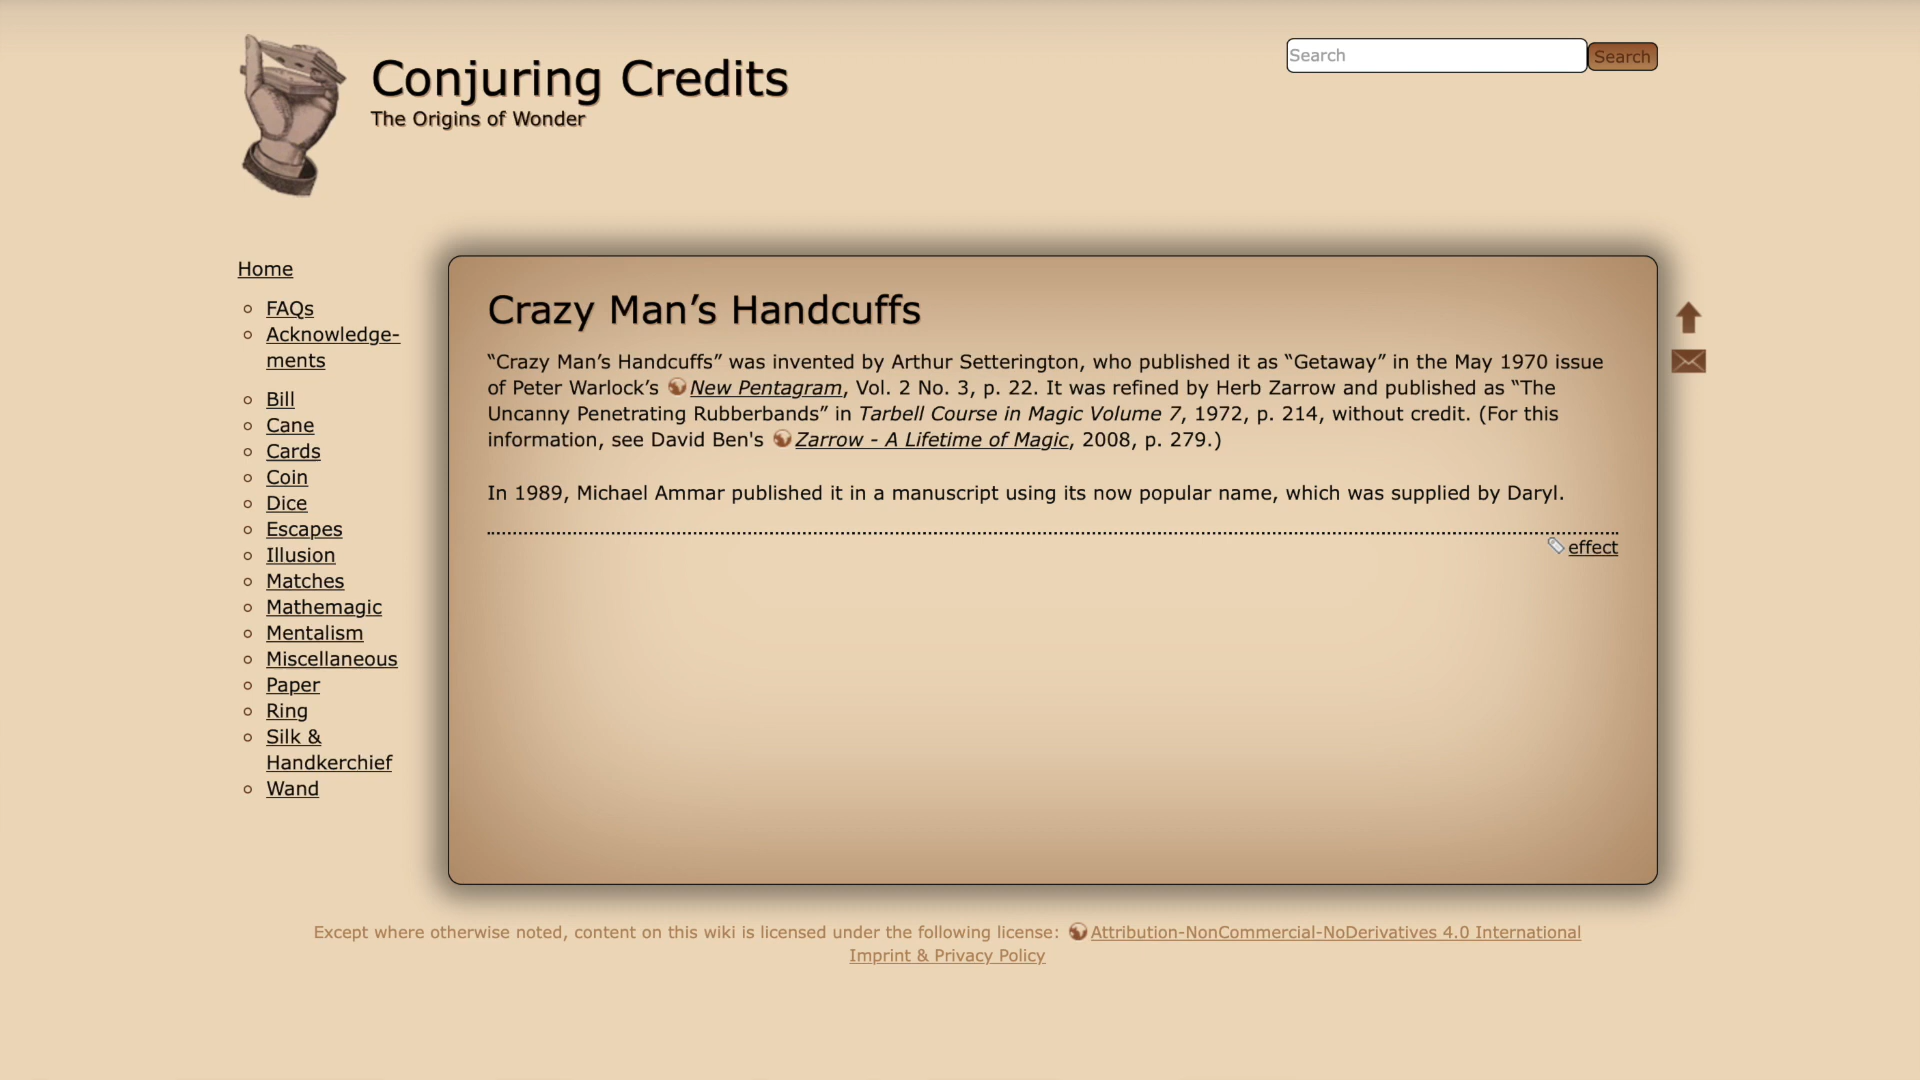 Conjuring Credits
The Origins of Wonder
Search
Search
Home
FAQs
Acknowledge-
ments
Bill
Cane
Cards
Coin
Dice
Escapes
Illusion
Matches
Mathemagic
Mentalism
Miscellaneous
Paper
Ring
Silk &
Handkerchief
Wand
Crazy Man’s Handcuffs
“Crazy Man’s Handcuffs” was invented by Arthur Setterington, who published it as “Getaway” in the May 1970 issue
of Peter Warlock’s New Pentagram, Vol. 2 No. 3, p. 22. It was refined by Herb Zarrow and published as “The
Uncanny Penetrating Rubberbands” in Tarbell Course in Magic Volume 7, 1972, p. 214, without credit. (For this
information, see David Ben's Zarrow - A Lifetime of Magic, 2008, p. 279.)
In 1989, Michael Ammar published it in a manuscript using its now popular name, which was supplied by Daryl.
effect
Except where otherwise noted, content on this wiki is licensed under the following license: Attribution-NonCommercial-NoDerivatives 4.0 International
Imprint & Privacy Policy